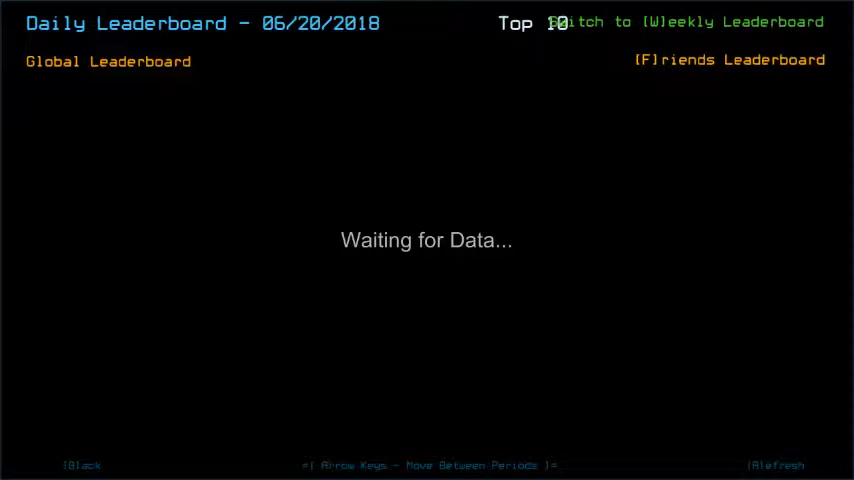 Daily Leaderboard - 06/20/2018
Top 10
Switch to [W]eekly Leaderboard
Global Leaderboard
[F]riends Leaderboard
Waiting for Data...
[B]ack
=[ Arrow Keys - Move Between Periods ]=
[R]efresh